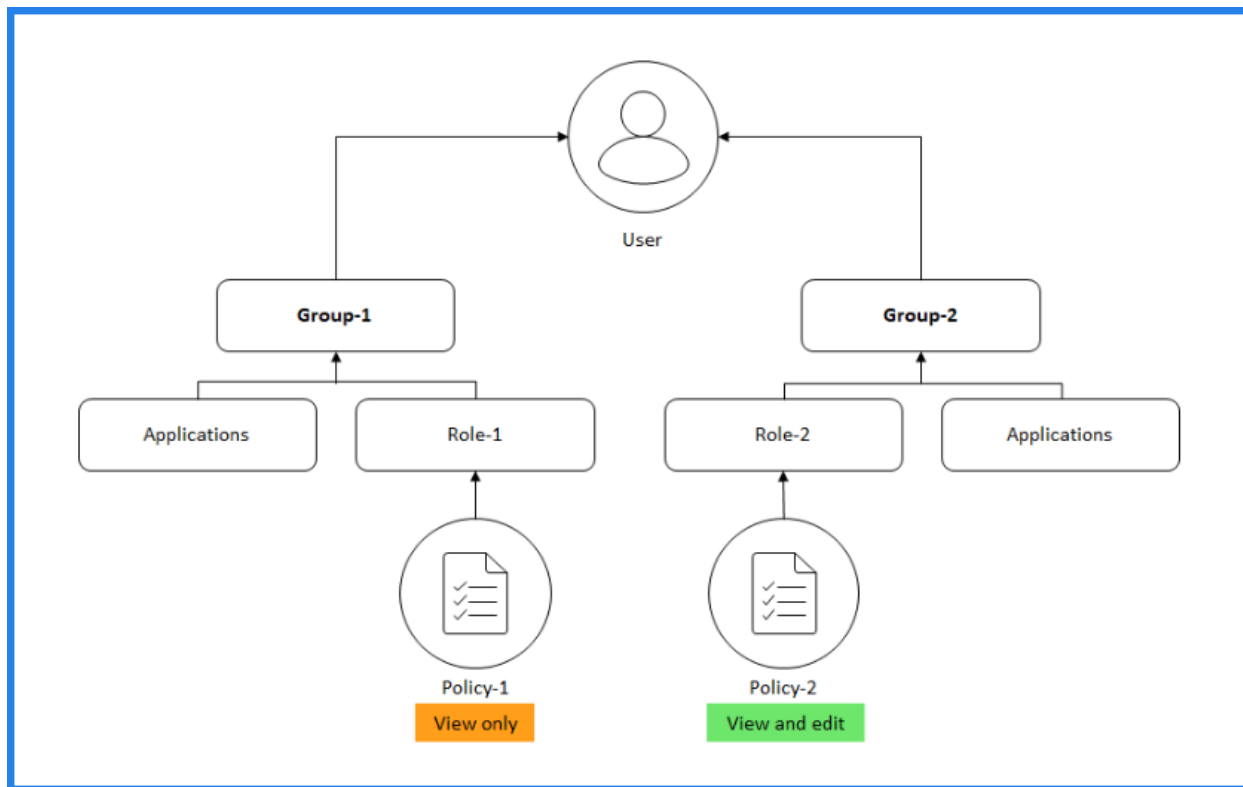 User
Group-1
Group-2
Applications
Role-1
Role-2
Applications
Policy-1
Policy-2
View only
View and edit